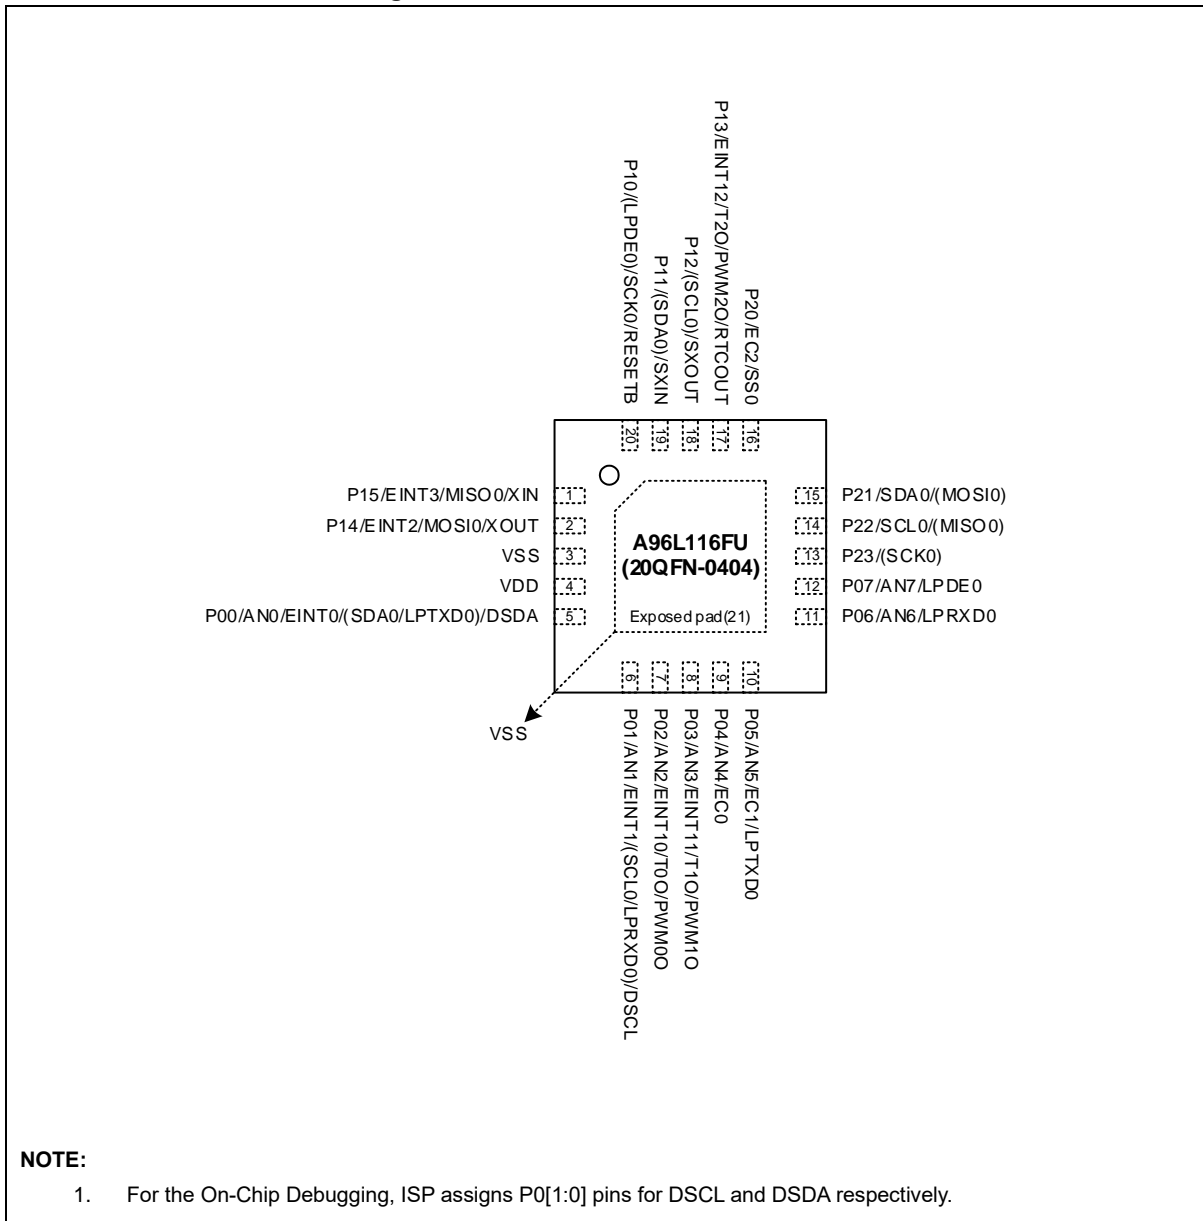 P13/EINT12/T2O/PWM2O/RTCOUT
P10/(LPDE0)/SCK0/RESETB
P11/(SDA0)/SXIN
P12/(SCL0)/SXOUT
P20/EC2/SS0
20
19
18
17
16
P15/EINT3/MISO0/XIN
1
P14/EINT2/MOSI0/XOUT
2
VSS
3
VDD
4
P00/AN0/EINT0/(SDA0/LPTXD0)/DSDA
5
A96L116FU
(20QFN-0404)
Exposed pad(21)
15
P21/SDA0/(MOSI0)
14
P22/SCL0/(MISO0)
13
P23/(SCK0)
12
P07/AN7/LPDE0
11
P06/AN6/LPRXD0
6
7
8
9
10
VSS
P01/AN1/EINT1/(SCL0/LPRXD0)/DSCL
P02/AN2/EINT10/T0O/PWM0O
P03/AN3/EINT11/T1O/PWM1O
P04/AN4/EC0
P05/AN5/EC1/LPTXD0
NOTE:
1. For the On-Chip Debugging, ISP assigns P0[1:0] pins for DSCL and DSDA respectively.